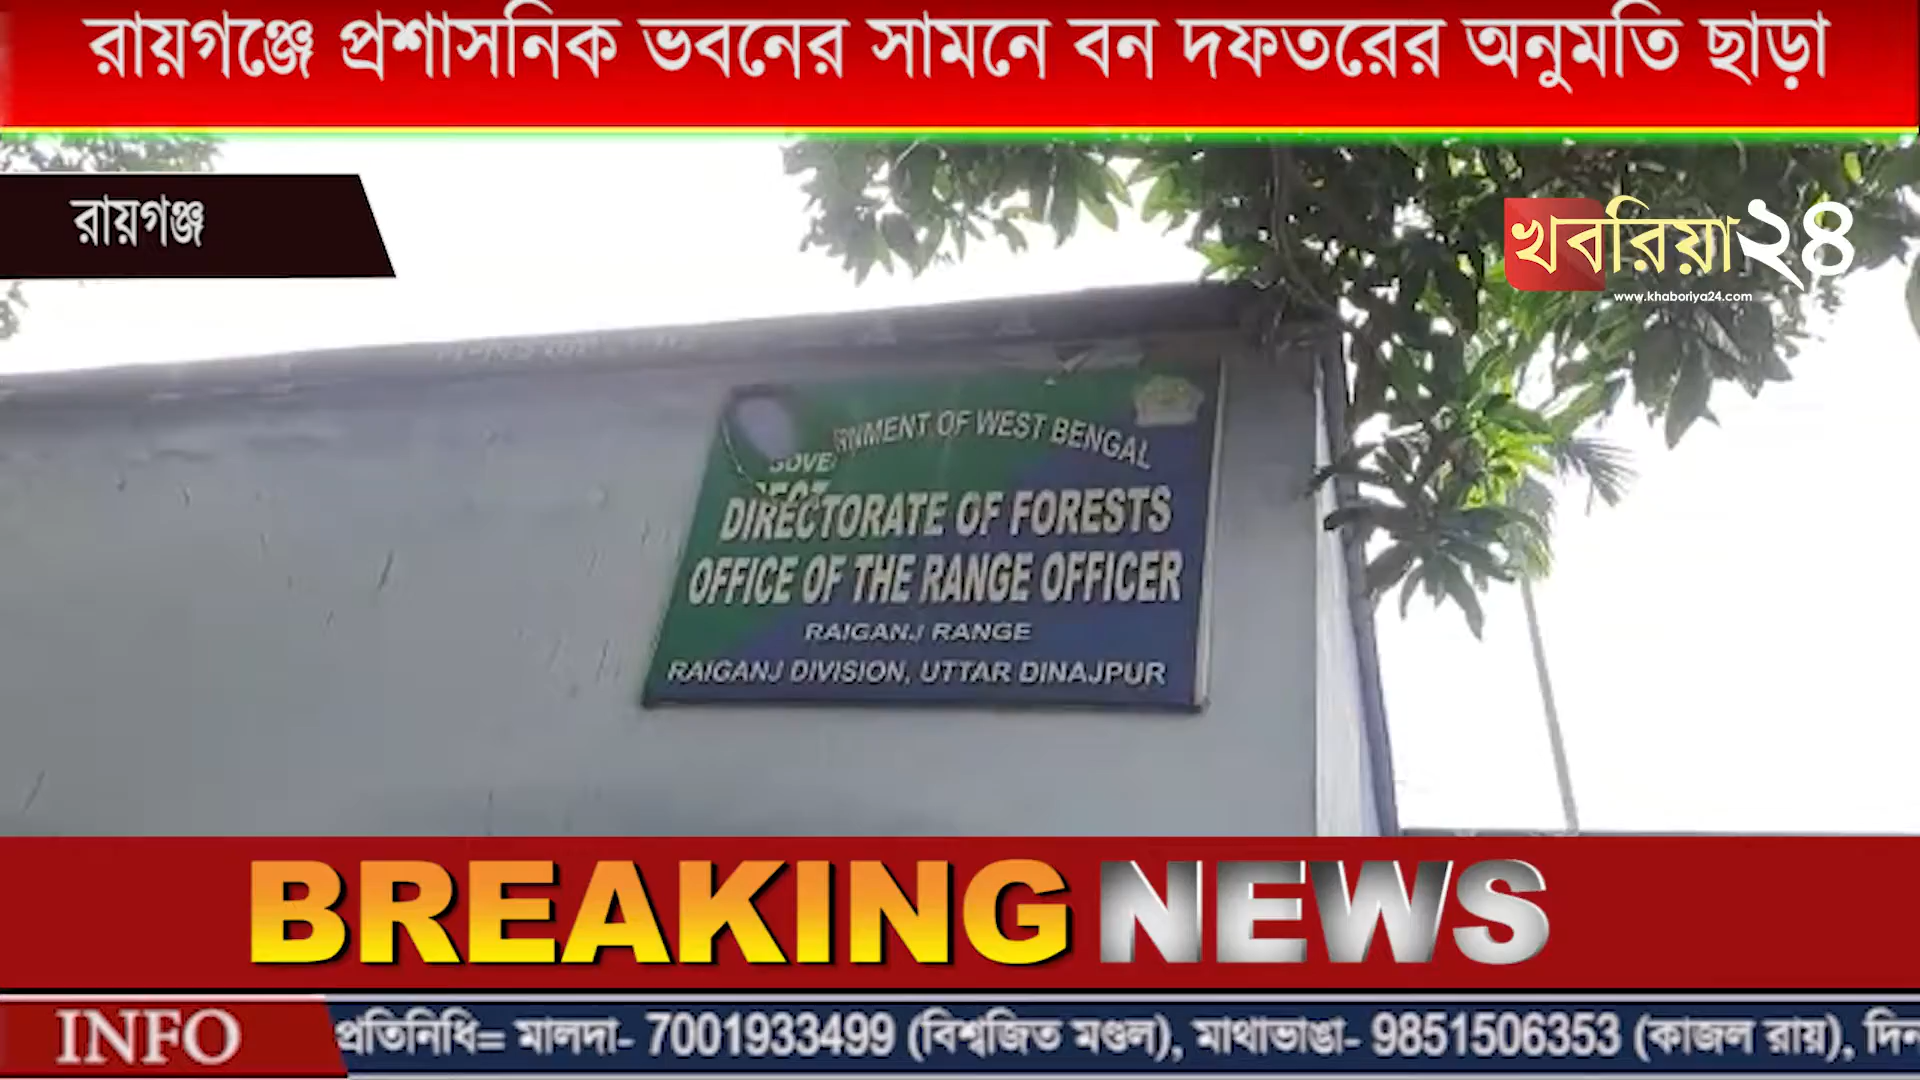 রায়গঞ্জে প্রশাসনিক ভবনের সামনে বন দফতরের অনুমতি ছাড়া
রায়গঞ্জ
খবরিয়া২৪
www.khaboriya24.com
GOVERNMENT OF WEST BENGAL
DIRECTORATE OF FORESTS
OFFICE OF THE RANGE OFFICER
RAIGANJ RANGE
RAIGANJ DIVISION, UTTAR DINAJPUR
BREAKING NEWS
INFO প্রতিনিধি= মালদা- 7001933499 (বিশ্বজিত মণ্ডল), মাথাভাঙা- 9851506353 (কাজল রায়), দিন